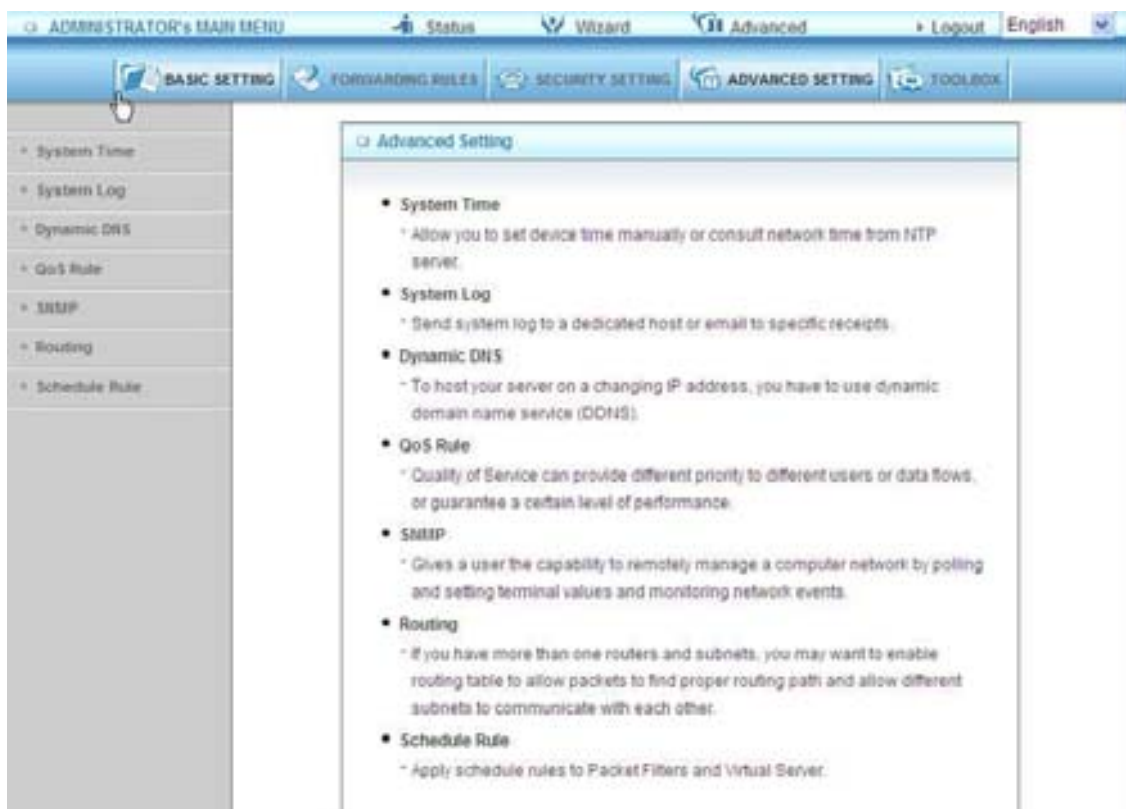 ADMINISTRATOR's MAIN MENU Status Wizard Advanced Logout English
BASIC SETTING FORWARDING RULES SECURITY SETTING ADVANCED SETTING TOOLBOX
System Time
System Log
Dynamic DNS
QoS Rule
SNMP
Routing
Schedule Rule
Advanced Setting
System Time
- Allow you to set device time manually or consult network time from NTP
server.
System Log
- Send system log to a dedicated host or email to specific receipts.
Dynamic DNS
- To host your server on a changing IP address, you have to use dynamic
domain name service (DDNS).
QoS Rule
- Quality of Service can provide different priority to different users or data flows,
or guarantee a certain level of performance.
SNMP
- Gives a user the capability to remotely manage a computer network by polling
and setting terminal values and monitoring network events.
Routing
- If you have more than one routers and subnets, you may want to enable
routing table to allow packets to find proper routing path and allow different
subnets to communicate with each other.
Schedule Rule
- Apply schedule rules to Packet Filters and Virtual Server.